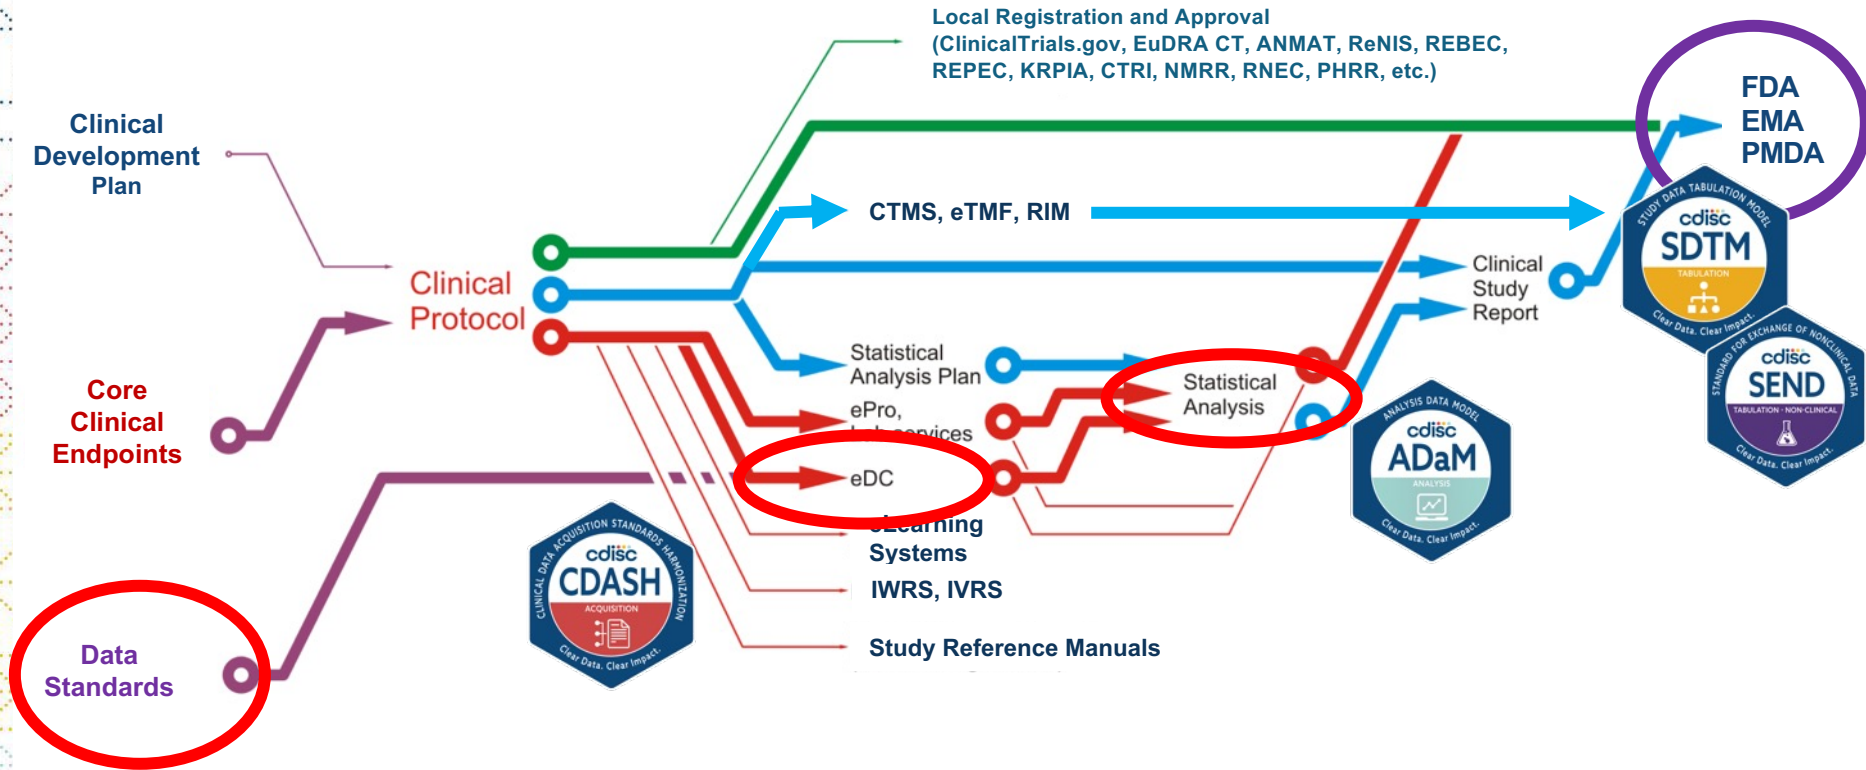 Local Registration and Approval
(ClinicalTrials.gov, EuDRA CT, ANMAT, ReNIS, REBEC,
REPEC, KRPIA, CTRI, NMRR, RNEC, PHRR, etc.)
FDA
EMA
PMDA
Clinical
Development
Plan
CTMS, eTMF, RIM
STUDY DATA TABULATION MODEL
cdisc
SDTM
TABULATION
Clear Data. Clear Impact.
Clinical
Protocol
Clinical
Study
Report
STANDARD FOR EXCHANGE OF NONCLINICAL DATA
cdisc
SEND
TABULATION - NON-CLINICAL
Clear Data. Clear Impact.
Statistical
Analysis Plan
Statistical
Analysis
Core
Clinical
Endpoints
ePro,
services
eDC
ANALYSIS DATA MODEL
cdisc
ADaM
ANALYSIS
Clear Data. Clear Impact.
eLearning
Systems
CLINICAL DATA ACQUISITION STANDARDS HARMONIZATION
cdisc
CDASH
ACQUISITION
Clear Data. Clear Impact.
IWRS, IVRS
Study Reference Manuals
Data
Standards